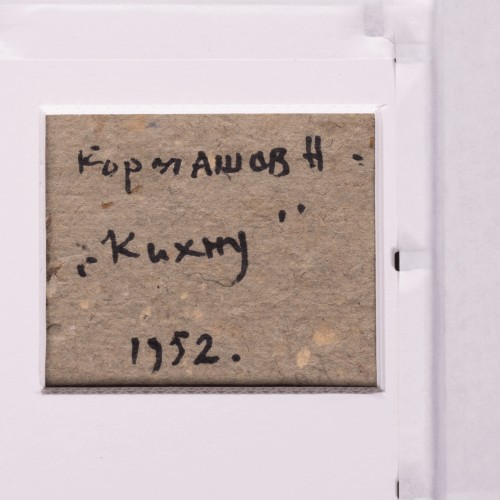 Кормашов Н.
„Кихну"
1952.